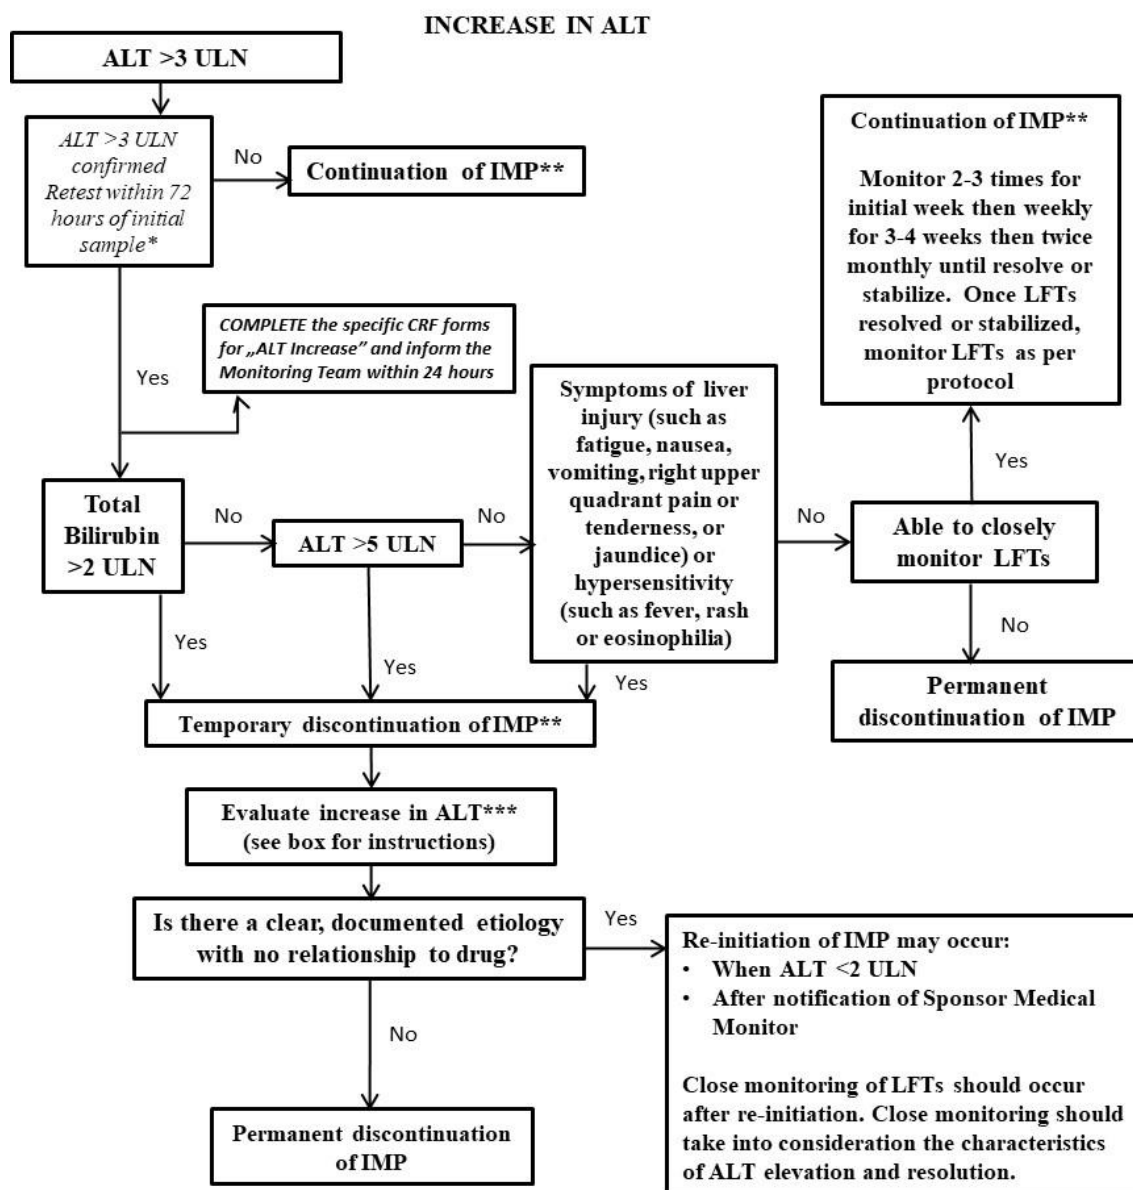 INCREASE IN ALT
ALT >3 ULN
ALT >3 ULN
confirmed
Retest within 72
hours of initial
sample*
No
Continuation of IMP**
Continuation of IMP**
Monitor 2-3 times for
initial week then weekly
for 3-4 weeks then twice
monthly until resolve or
stabilize. Once LFTs
resolved or stabilized,
monitor LFTs as per
protocol
Yes
COMPLETE the specific CRF forms
for „ALT Increase" and inform the
Monitoring Team within 24 hours
Total
Bilirubin
>2 ULN
No
ALT >5 ULN
No
Symptoms of liver
injury (such as
fatigue, nausea,
vomiting, right upper
quadrant pain or
tenderness, or
jaundice) or
hypersensitivity
(such as fever, rash
or eosinophilia)
No
Able to closely
monitor LFTs
Yes
No
Permanent
discontinuation of IMP
Yes
Yes
Yes
Temporary discontinuation of IMP**
Evaluate increase in ALT***
(see box for instructions)
Is there a clear, documented etiology
with no relationship to drug?
Yes
Re-initiation of IMP may occur:
• When ALT <2 ULN
• After notification of Sponsor Medical
Monitor
Close monitoring of LFTs should occur
after re-initiation. Close monitoring should
take into consideration the characteristics
of ALT elevation and resolution.
No
Permanent discontinuation
of IMP